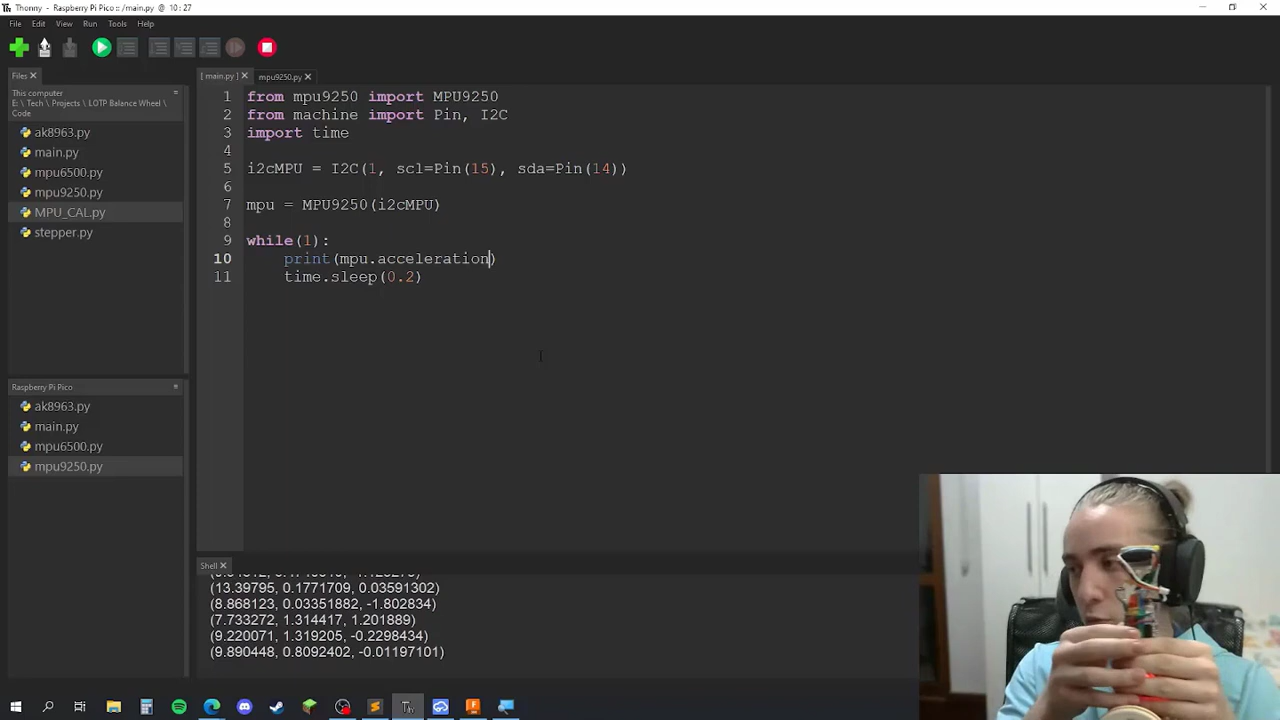 Thonny - Raspberry Pi Pico :: /main.py @ 10 : 27
File Edit View Run Tools Help
Files
This computer
E: \ Tech \ Projects \ LOTP Balance Wheel \
Code
ak8963.py
main.py
mpu6500.py
mpu9250.py
MPU_CAL.py
stepper.py
Raspberry Pi Pico
ak8963.py
main.py
mpu6500.py
mpu9250.py
[ main.py ] mpu9250.py
1 from mpu9250 import MPU9250
2 from machine import Pin, I2C
3 import time
4
5 i2cMPU = I2C(1, scl=Pin(15), sda=Pin(14))
6
7 mpu = MPU9250(i2cMPU)
8
9 while(1):
10 print(mpu.acceleration)
11 time.sleep(0.2)
Shell
(13.39795, 0.1771709, 0.03591302)
(8.868123, 0.03351882, -1.802834)
(7.733272, 1.314417, 1.201889)
(9.220071, 1.319205, -0.2298434)
(9.890448, 0.8092402, -0.01197101)